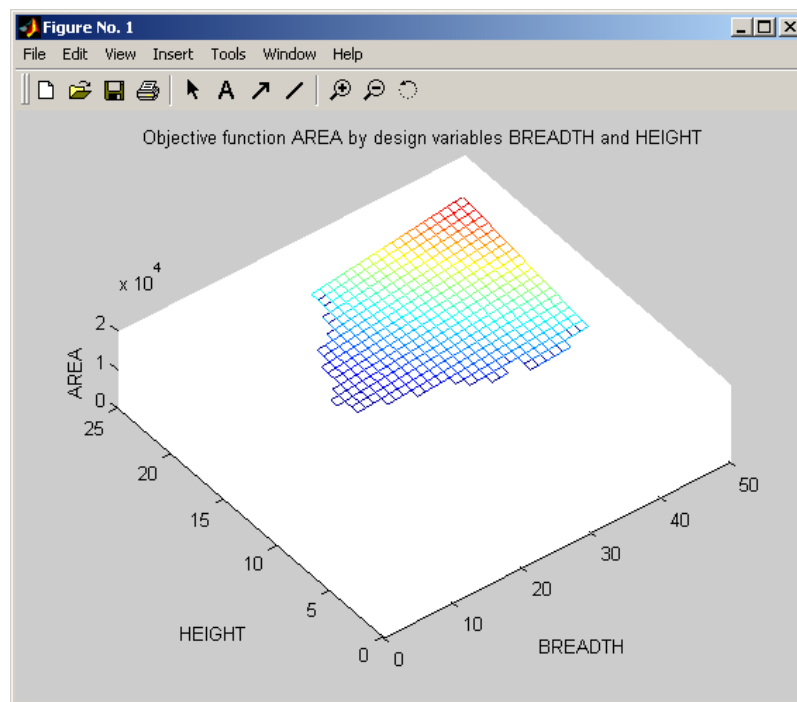 Figure No. 1
File Edit View Insert Tools Window Help
A
Objective function AREA by design variables BREADTH and HEIGHT
x 10^4
2
1
0
AREA
25
20
15
10
5
0
HEIGHT
0
10
20
30
40
50
BREADTH